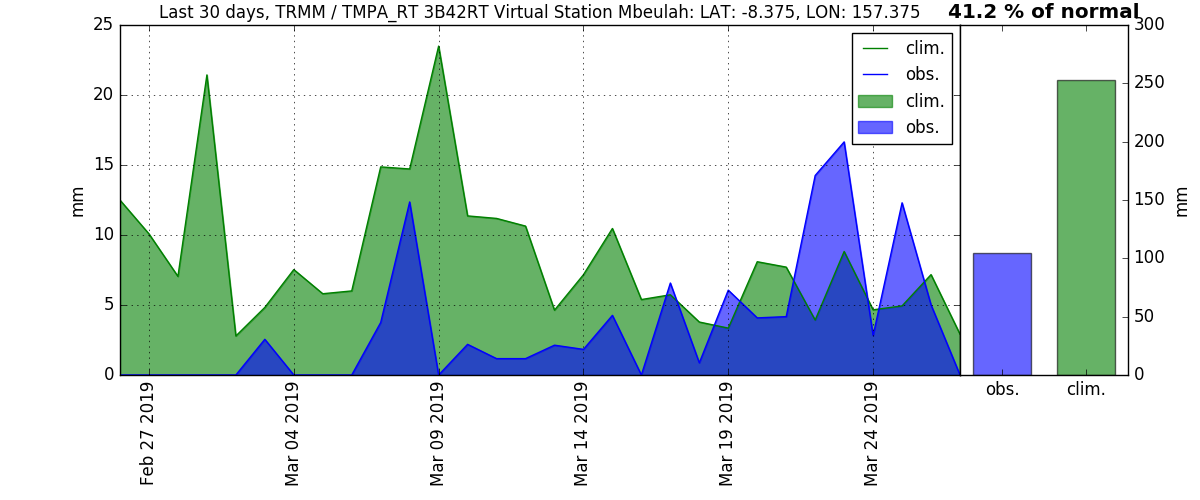 Last 30 days, TRMM / TMPA_RT 3B42RT Virtual Station Mbeulah: LAT: -8.375, LON: 157.375
41.2 % of normal
25
20
15
10
5
0
mm
clim.
obs.
clim.
obs.
300
250
200
150
100
50
0
mm
Feb 27 2019
Mar 04 2019
Mar 09 2019
Mar 14 2019
Mar 19 2019
Mar 24 2019
obs.
clim.